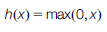 h(x) = max(0, x)